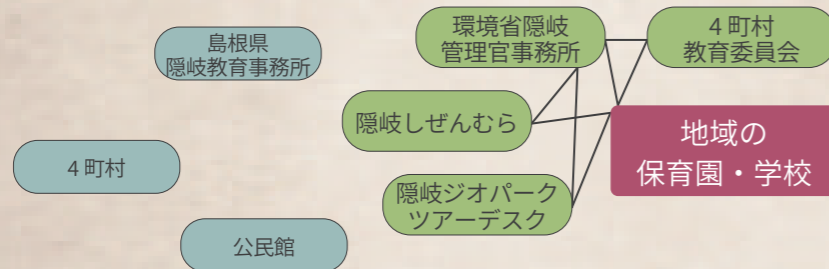 島根県
隠岐教育事務所
環境省隠岐
管理官事務所
4町村
教育委員会
隠岐しぜんむら
地域の
保育園・学校
4町村
隠岐ジオパーク
ツアーデスク
公民館